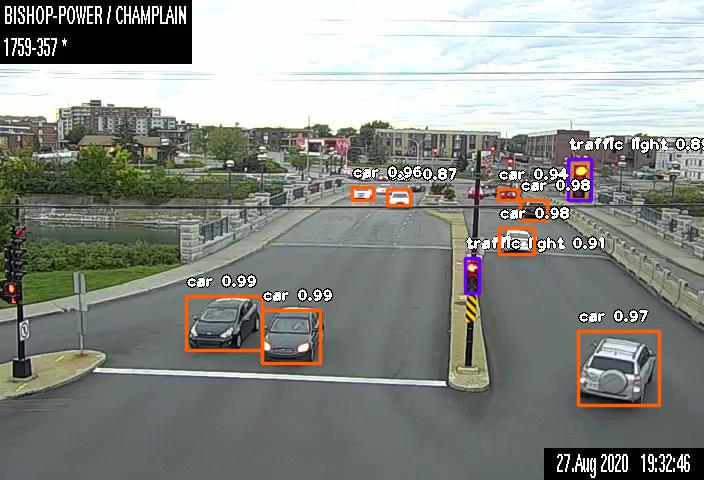 BISHOP-POWER / CHAMPLAIN
1759-357 *
traffic light 0.89
car 0.96
0.87
car 0.94
car 0.98
car 0.98
traffic light 0.91
car 0.99
car 0.99
car 0.97
27.Aug 2020 19:32:46